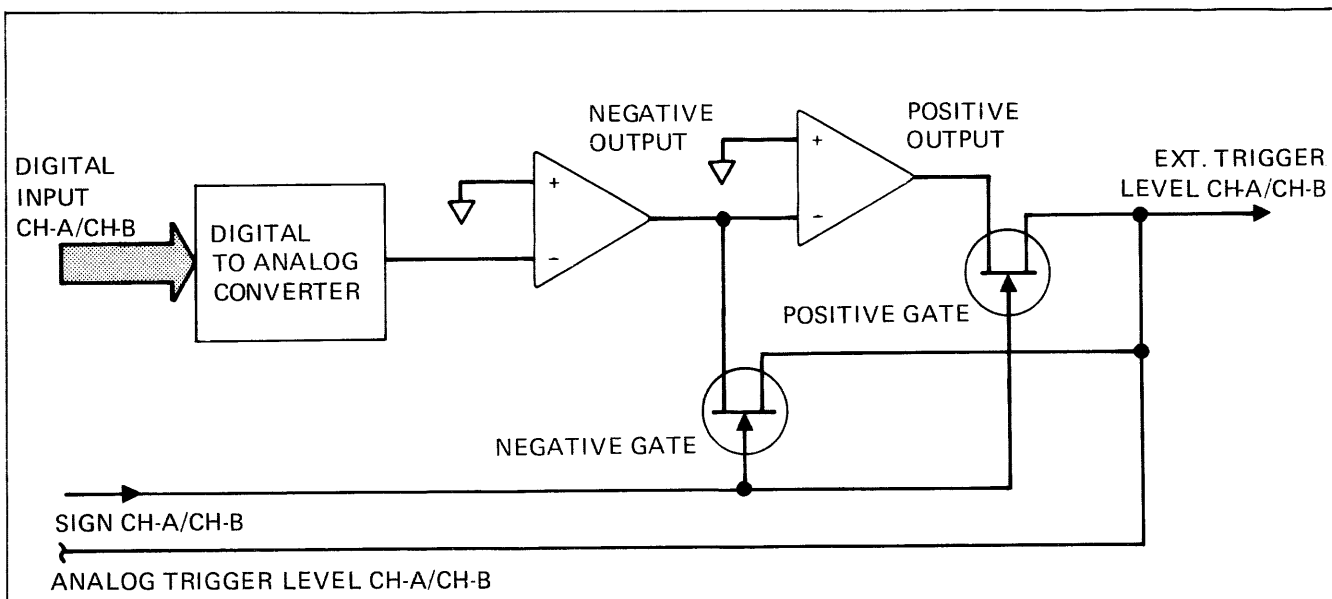 DIGITAL
INPUT
CH-A/CH-B
DIGITAL
TO ANALOG
CONVERTER
+
−
NEGATIVE
OUTPUT
+
−
POSITIVE
OUTPUT
EXT. TRIGGER
LEVEL CH-A/CH-B
POSITIVE GATE
NEGATIVE GATE
SIGN CH-A/CH-B
ANALOG TRIGGER LEVEL CH-A/CH-B